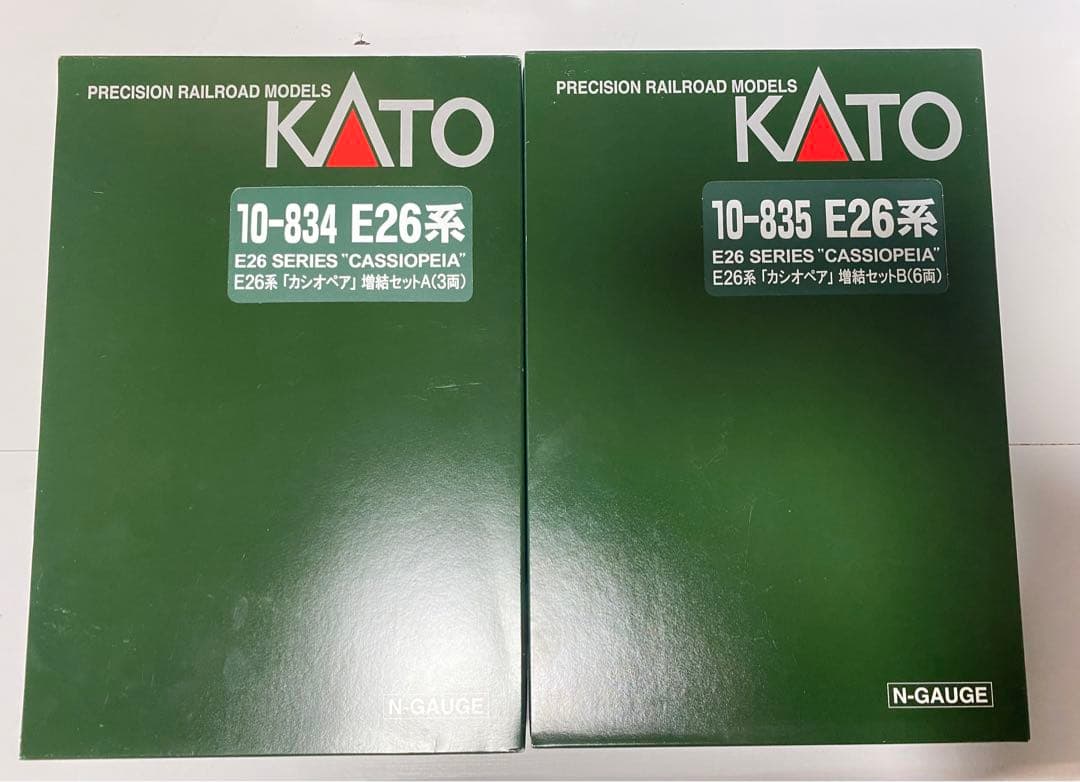 PRECISION RAILROAD MODELS
KATO
10-834 E26系
E26 SERIES "CASSIOPEIA"
E26系「カシオペア」増結セットA(3両)
N-GAUGE
PRECISION RAILROAD MODELS
KATO
10-835 E26系
E26 SERIES "CASSIOPEIA"
E26系「カシオペア」増結セットB(6両)
N-GAUGE